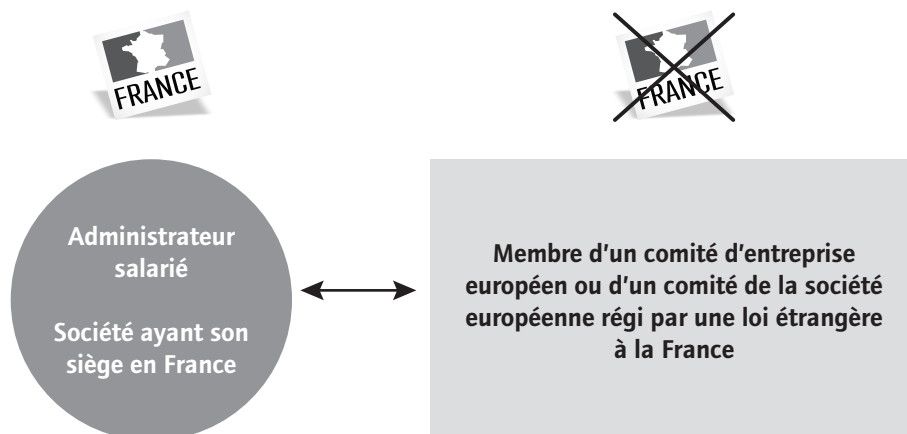 FRANCE
FRANCE
Administrateur
salarié
Société ayant son
siège en France
Membre d'un comité d'entreprise
européen ou d'un comité de la société
européenne régi par une loi étrangère
à la France